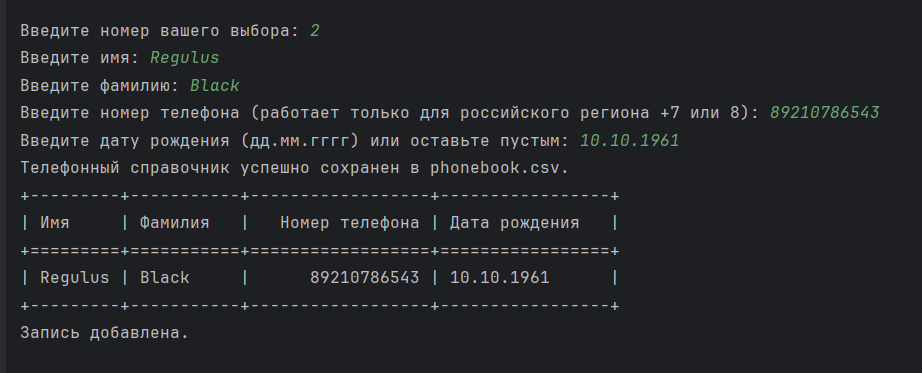 Введите номер вашего выбора: 2
Введите имя: Regulus
Введите фамилию: Black
Введите номер телефона (работает только для российского региона +7 или 8): 89210786543
Введите дату рождения (дд.мм.гггг) или оставьте пустым: 10.10.1961
Телефонный справочник успешно сохранен в phonebook.csv.
+---------+-----------+------------------+-----------------+
| Имя     | Фамилия   |   Номер телефона | Дата рождения   |
+=========+===========+==================+=================+
| Regulus | Black     |      89210786543 | 10.10.1961      |
+---------+-----------+------------------+-----------------+
Запись добавлена.